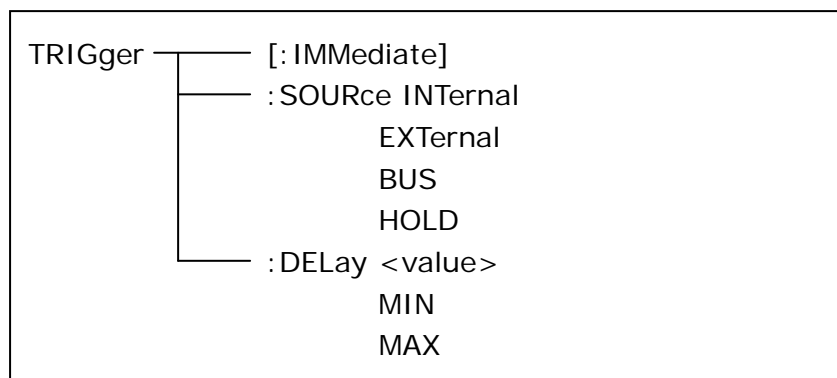 TRIGger [:IMMediate]
:SOURce INTernal
EXTernal
BUS
HOLD
:DELay <value>
MIN
MAX